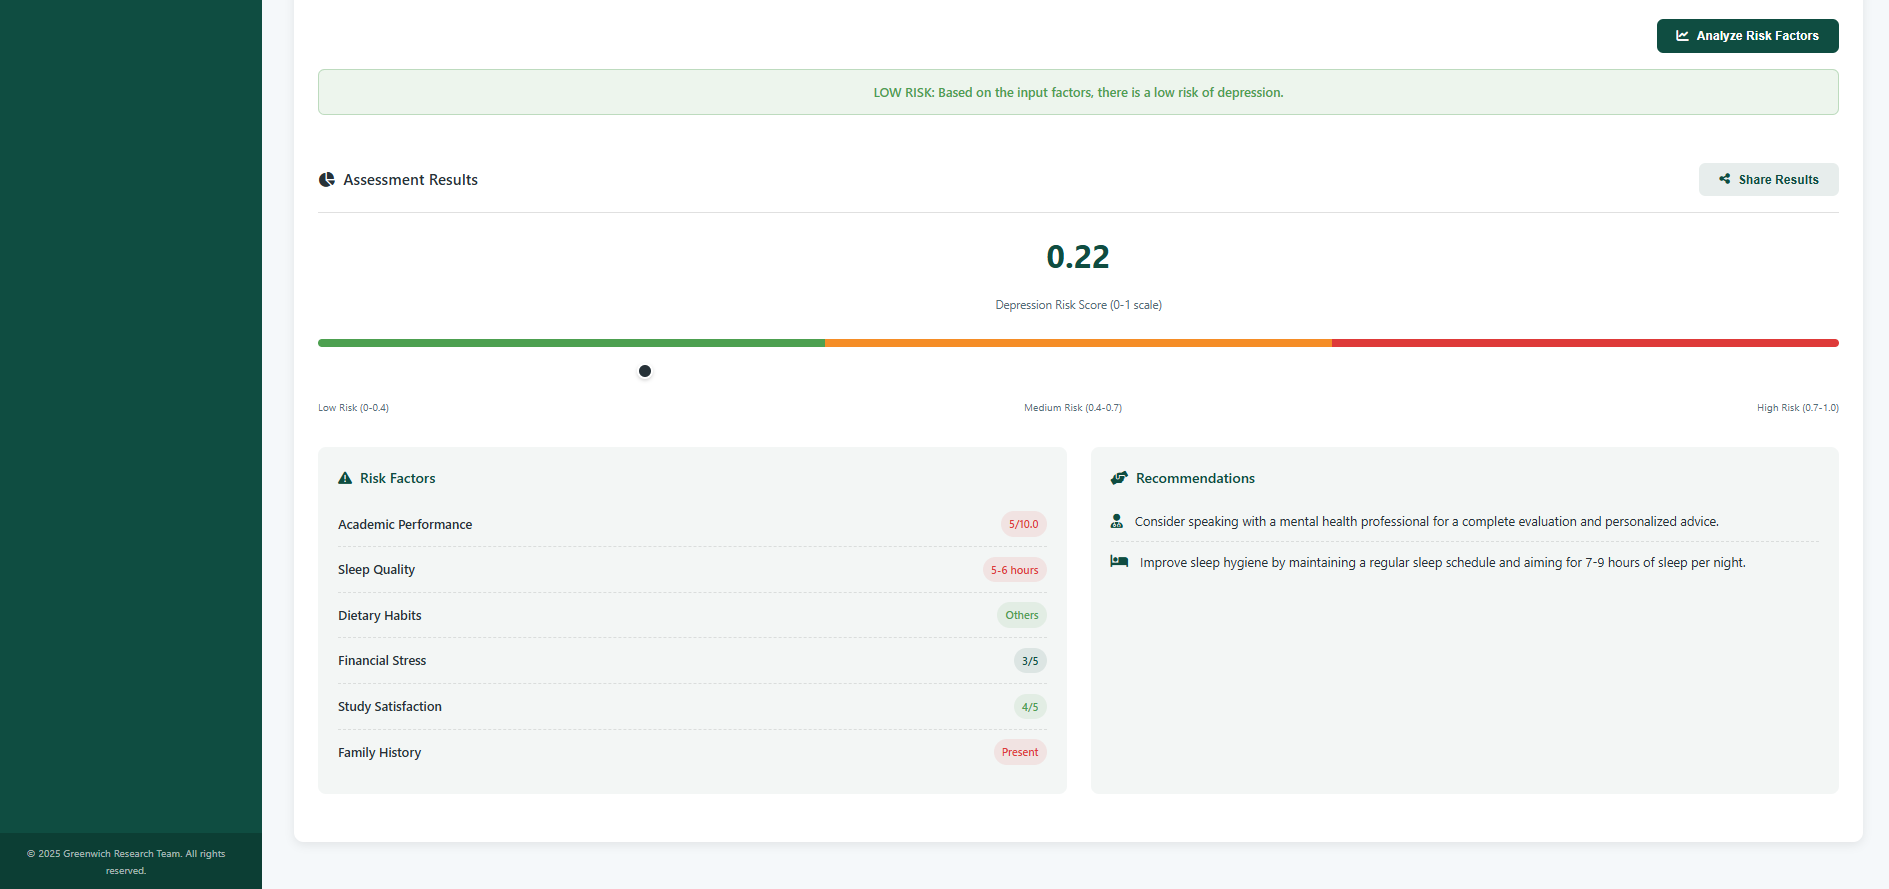 Analyze Risk Factors
LOW RISK: Based on the input factors, there is a low risk of depression.
Assessment Results
Share Results
0.22
Depression Risk Score (0-1 scale)
Low Risk (0-0.4)
Medium Risk (0.4-0.7)
High Risk (0.7-1.0)
Risk Factors
Academic Performance
5/10.0
Sleep Quality
5-6 hours
Dietary Habits
Others
Financial Stress
3/5
Study Satisfaction
4/5
Family History
Present
Recommendations
Consider speaking with a mental health professional for a complete evaluation and personalized advice.
Improve sleep hygiene by maintaining a regular sleep schedule and aiming for 7-9 hours of sleep per night.
© 2025 Greenwich Research Team. All rights
reserved.